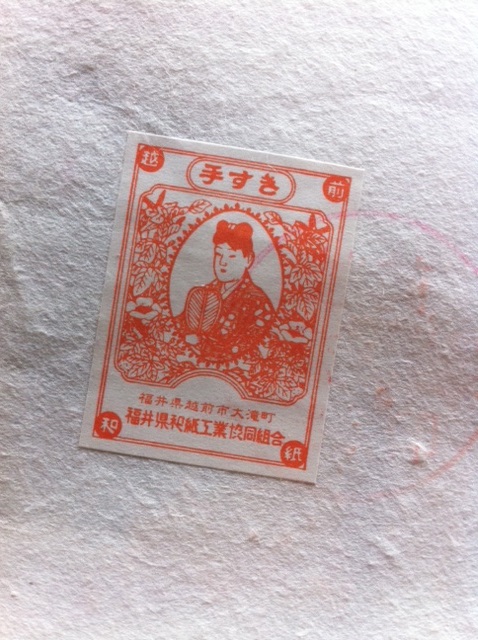 越 手すき 前
福井県越前市大滝町
福井県和紙工業協同組合
和 紙